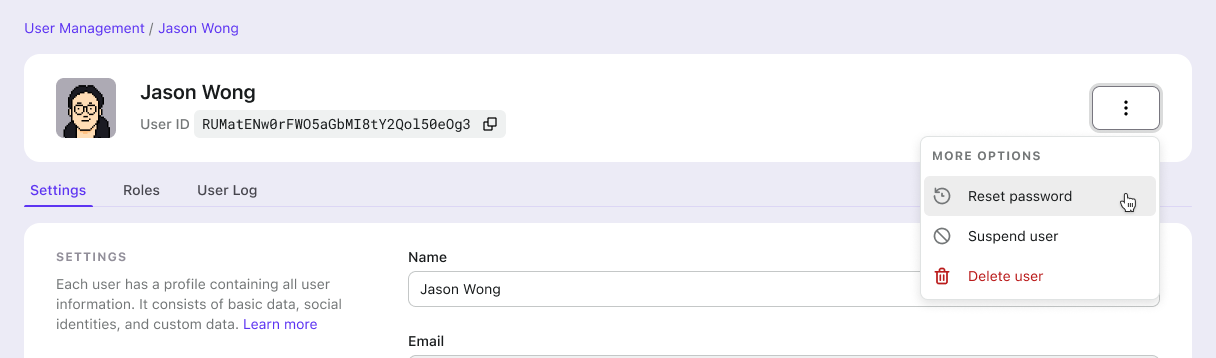 User Management / Jason Wong
Jason Wong
User ID RUMatENw0rFWO5aGbMI8tY2Qol50eOg3
MORE OPTIONS
Reset password
Suspend user
Delete user
Settings Roles User Log
SETTINGS
Each user has a profile containing all user
information. It consists of basic data, social
identities, and custom data. Learn more
Name
Jason Wong
Email